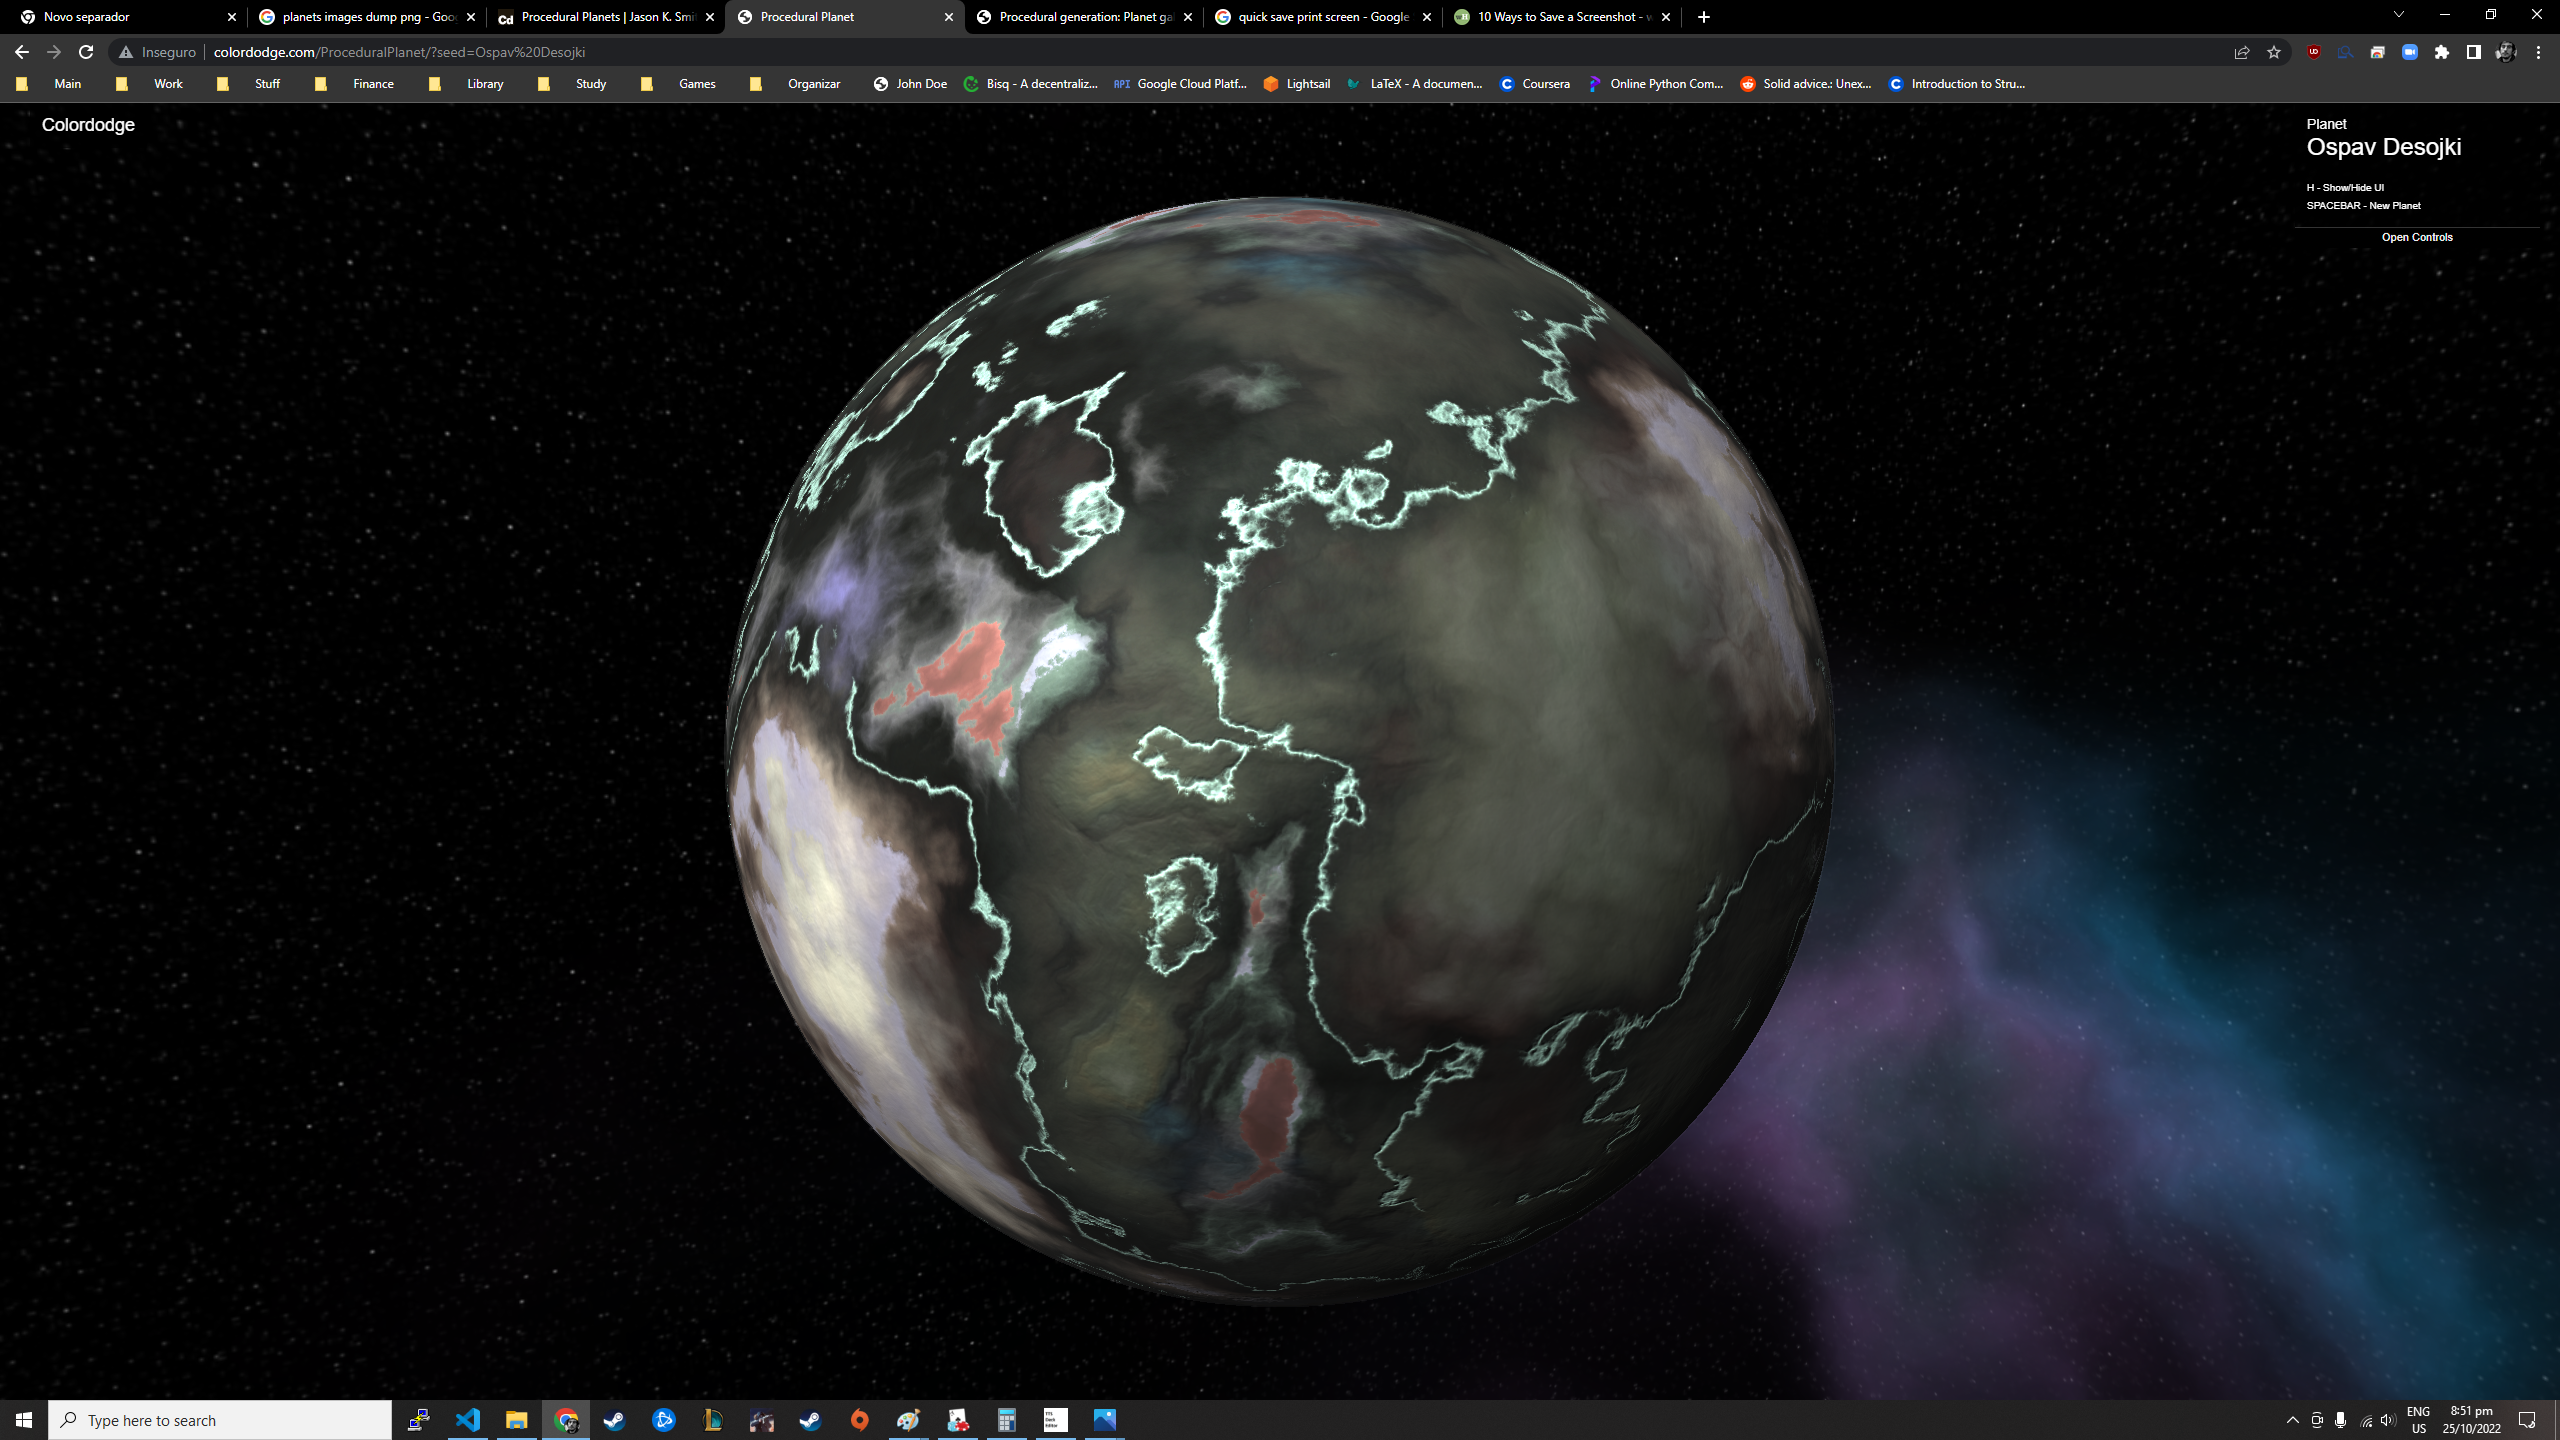 Novo separador
planets images dump png - Goo
Procedural Planets | Jason K. Smi
Procedural Planet
Procedural generation: Planet ga
quick save print screen - Google
10 Ways to Save a Screenshot - w
Inseguro
colordodge.com/ProceduralPlanet/?seed=Ospav%20Desojki
Main
Work
Stuff
Finance
Library
Study
Games
Organizar
John Doe
Bisq - A decentraliz...
API
Google Cloud Platf...
Lightsail
LaTeX - A documen...
Coursera
Online Python Com...
Solid advice.: Unex...
Introduction to Stru...
Colordodge
Planet
Ospav Desojki
H - Show/Hide UI
SPACEBAR - New Planet
Open Controls
Type here to search
TTS
Deck
Editor
ENG
US
8:51 pm
25/10/2022